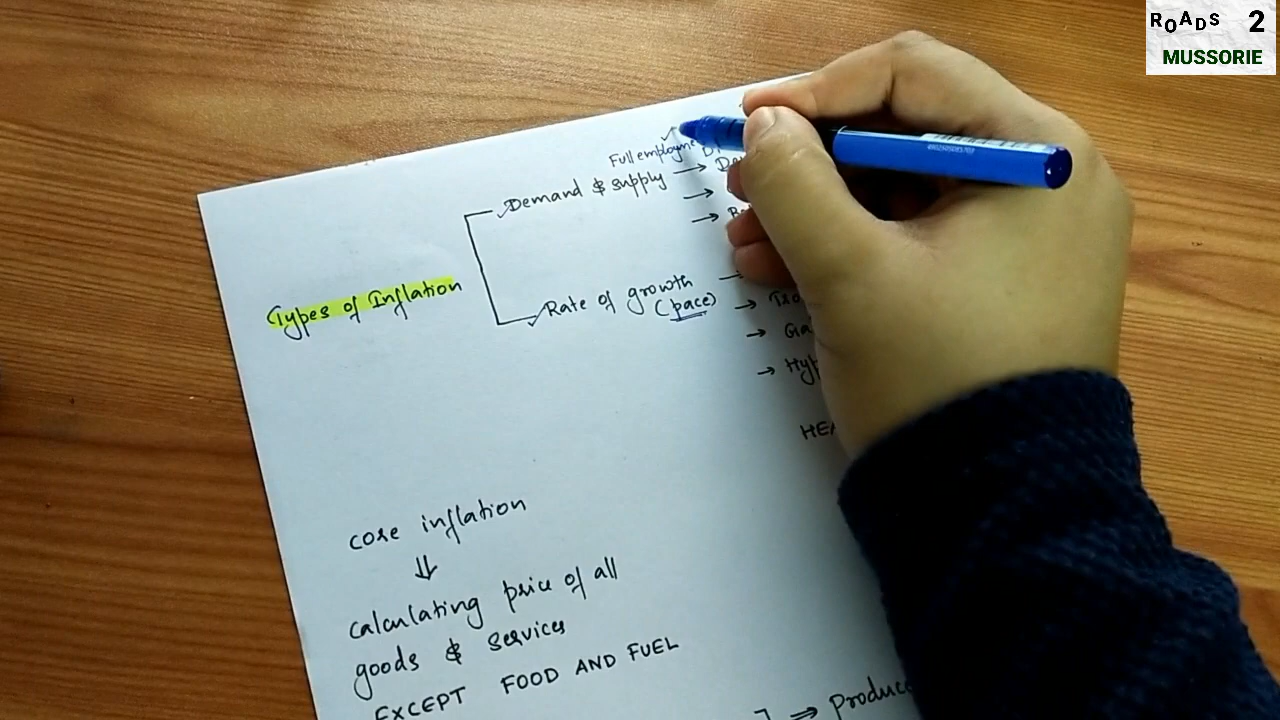 ROADS 2
MUSSORIE
Full employme
Demand & supply →
→
→
Types of Inflation
Rate of growth →
(pace) →
→
→
core inflation
⇓
calculating price of all
goods & services
EXCEPT FOOD AND FUEL
⇒